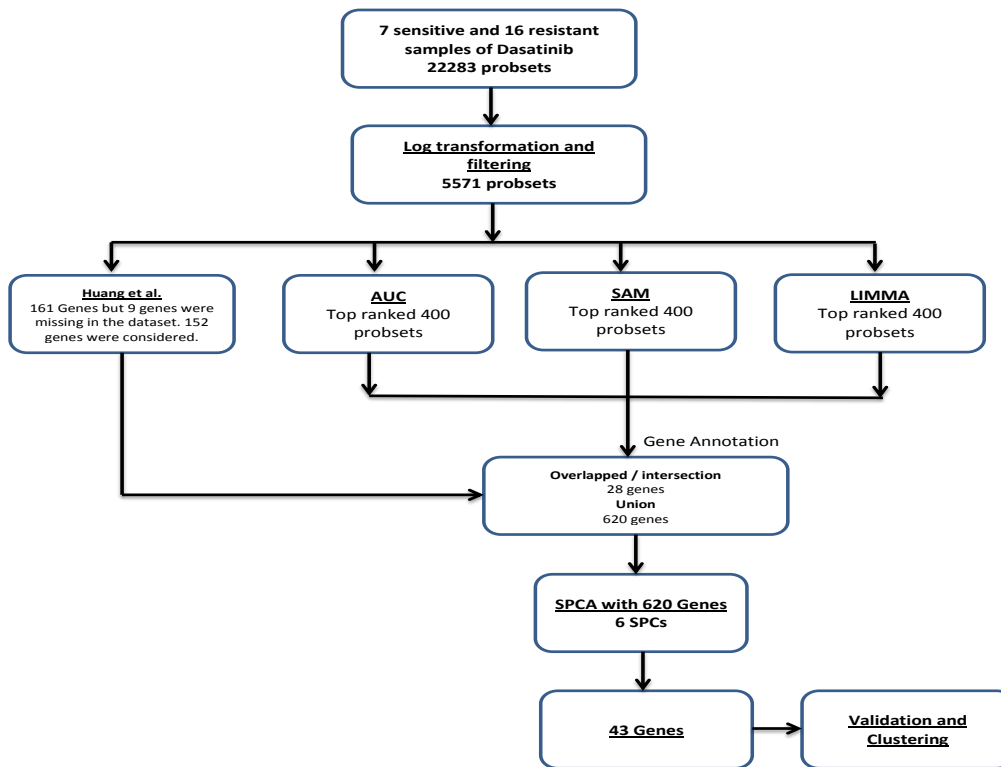 7 sensitive and 16 resistant
samples of Dasatinib
22283 probsets
Log transformation and
filtering
5571 probsets
Huang et al.
161 Genes but 9 genes were
missing in the dataset. 152
genes were considered.
AUC
Top ranked 400
probsets
SAM
Top ranked 400
probsets
LIMMA
Top ranked 400
probsets
Gene Annotation
Overlapped / intersection
28 genes
Union
620 genes
SPCA with 620 Genes
6 SPCs
43 Genes
Validation and
Clustering